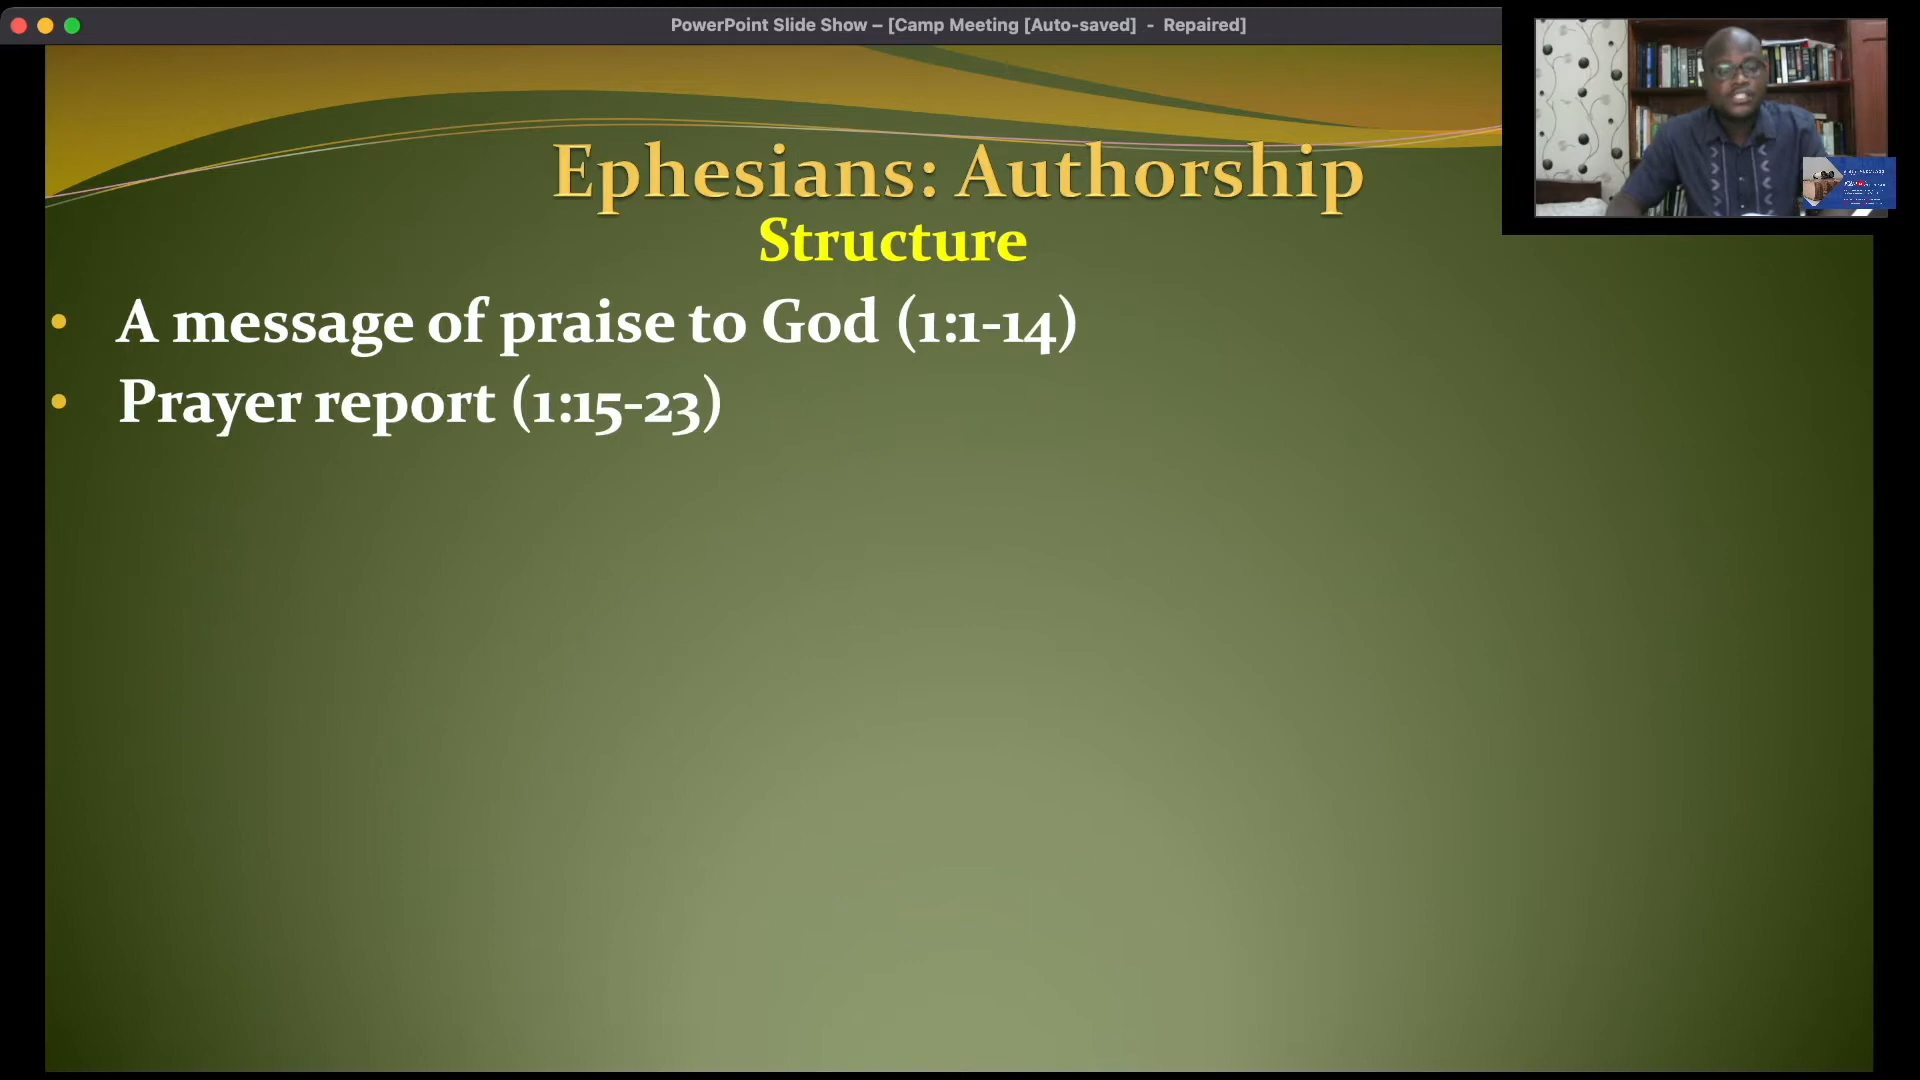 PowerPoint Slide Show – [Camp Meeting [Auto-saved]  -  Repaired]
Ephesians: Authorship
Structure
• A message of praise to God (1:1-14)
• Prayer report (1:15-23)